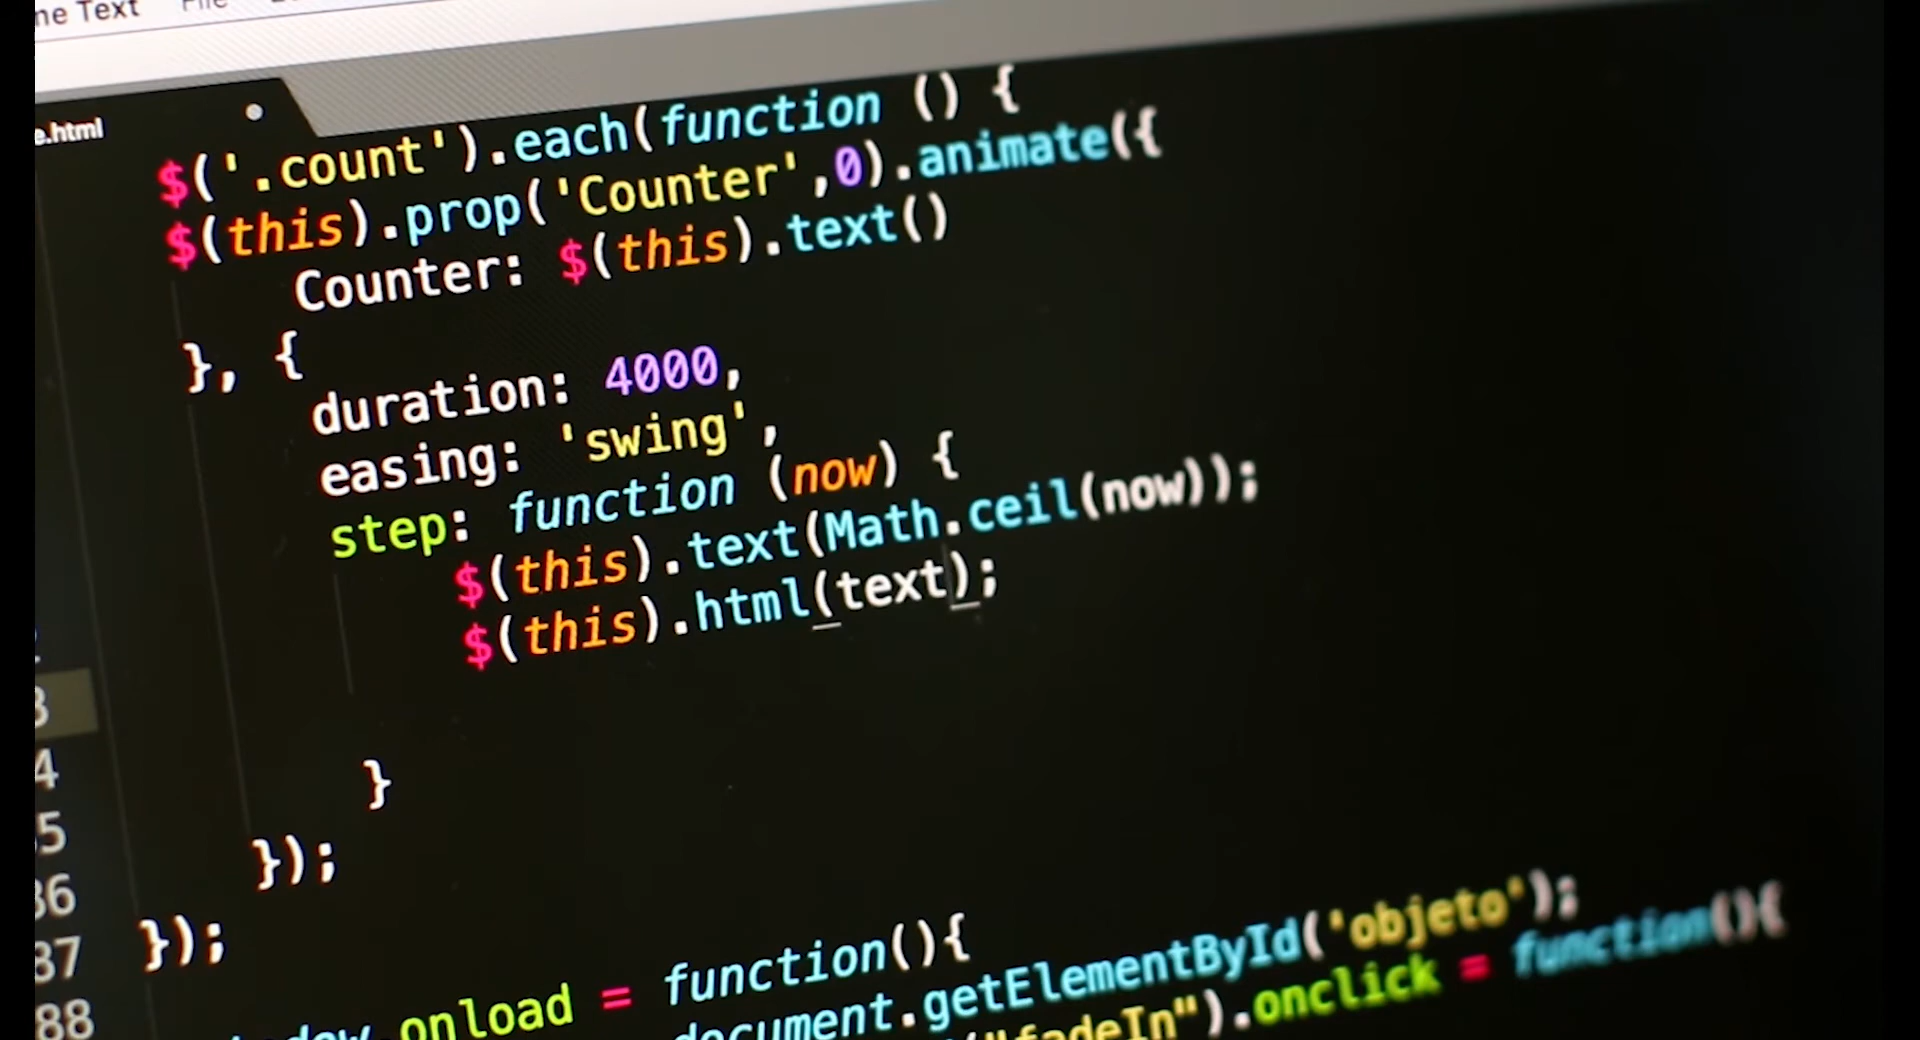 ne Text File
e.html
$('.count').each(function () {
$(this).prop('Counter',0).animate({
Counter: $(this).text()
}, {
duration: 4000,
easing: 'swing',
step: function (now) {
$(this).text(Math.ceil(now));
$(this).html(text);
3
4 }
5
});
36
37 });
88
onload = function(){
document.getElementById('objeto');
("fadeIn").onclick = function(){